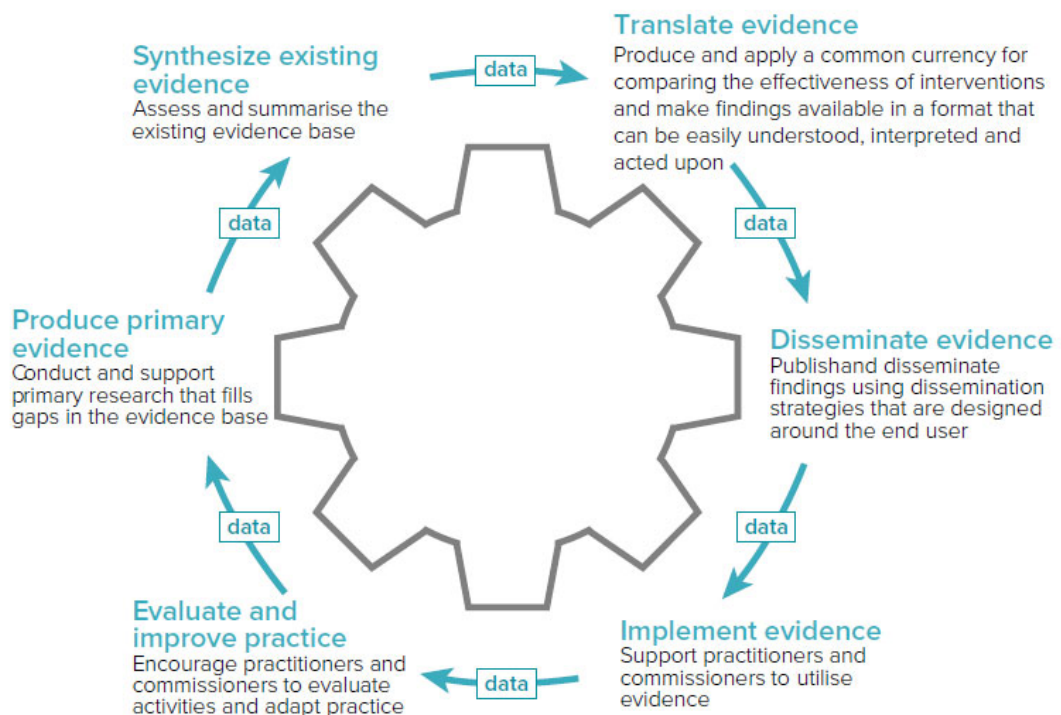 Synthesize existing
evidence
Assess and summarise the
existing evidence base
data
Translate evidence
Produce and apply a common currency for
comparing the effectiveness of interventions
and make findings available in a format that
can be easily understood, interpreted and
acted upon
data
Disseminate evidence
Publishand disseminate
findings using dissemination
strategies that are designed
around the end user
data
Implement evidence
Support practitioners and
commissioners to utilise
evidence
data
Evaluate and
improve practice
Encourage practitioners and
commissioners to evaluate
activities and adapt practice
data
Produce primary
evidence
Conduct and support
primary research that fills
gaps in the evidence base
data